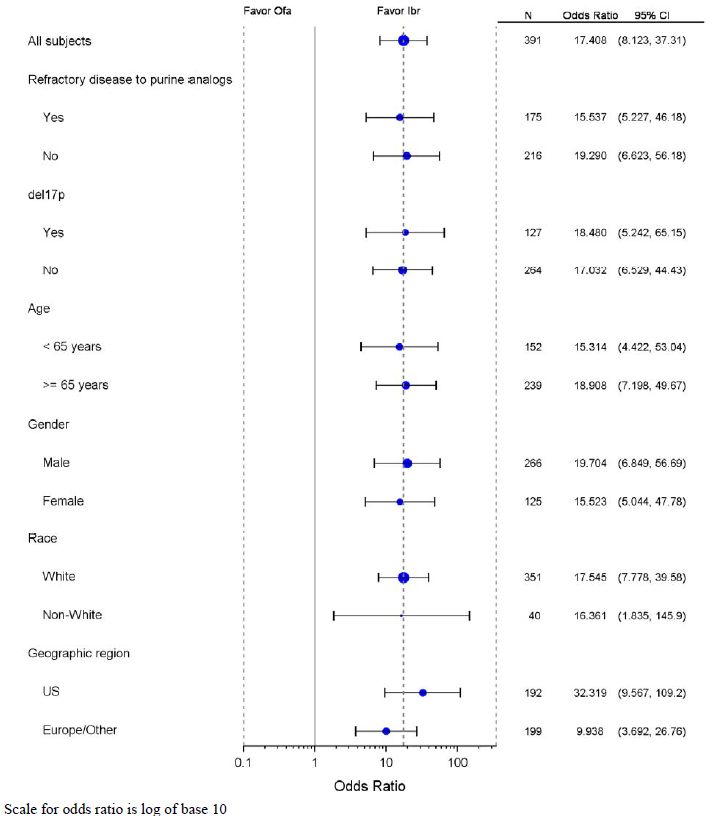 Favor Ofa Favor Ibr N Odds Ratio 95% CI
All subjects 391 17.408 (8.123, 37.31)
Refractory disease to purine analogs
Yes 175 15.537 (5.227, 46.18)
No 216 19.290 (6.623, 56.18)
del17p
Yes 127 18.480 (5.242, 65.15)
No 264 17.032 (6.529, 44.43)
Age
< 65 years 152 15.314 (4.422, 53.04)
>= 65 years 239 18.908 (7.198, 49.67)
Gender
Male 266 19.704 (6.849, 56.69)
Female 125 15.523 (5.044, 47.78)
Race
White 351 17.545 (7.778, 39.58)
Non-White 40 16.361 (1.835, 145.9)
Geographic region
US 192 32.319 (9.567, 109.2)
Europe/Other 199 9.938 (3.692, 26.76)
0.1 1 10 100
Odds Ratio
Scale for odds ratio is log of base 10